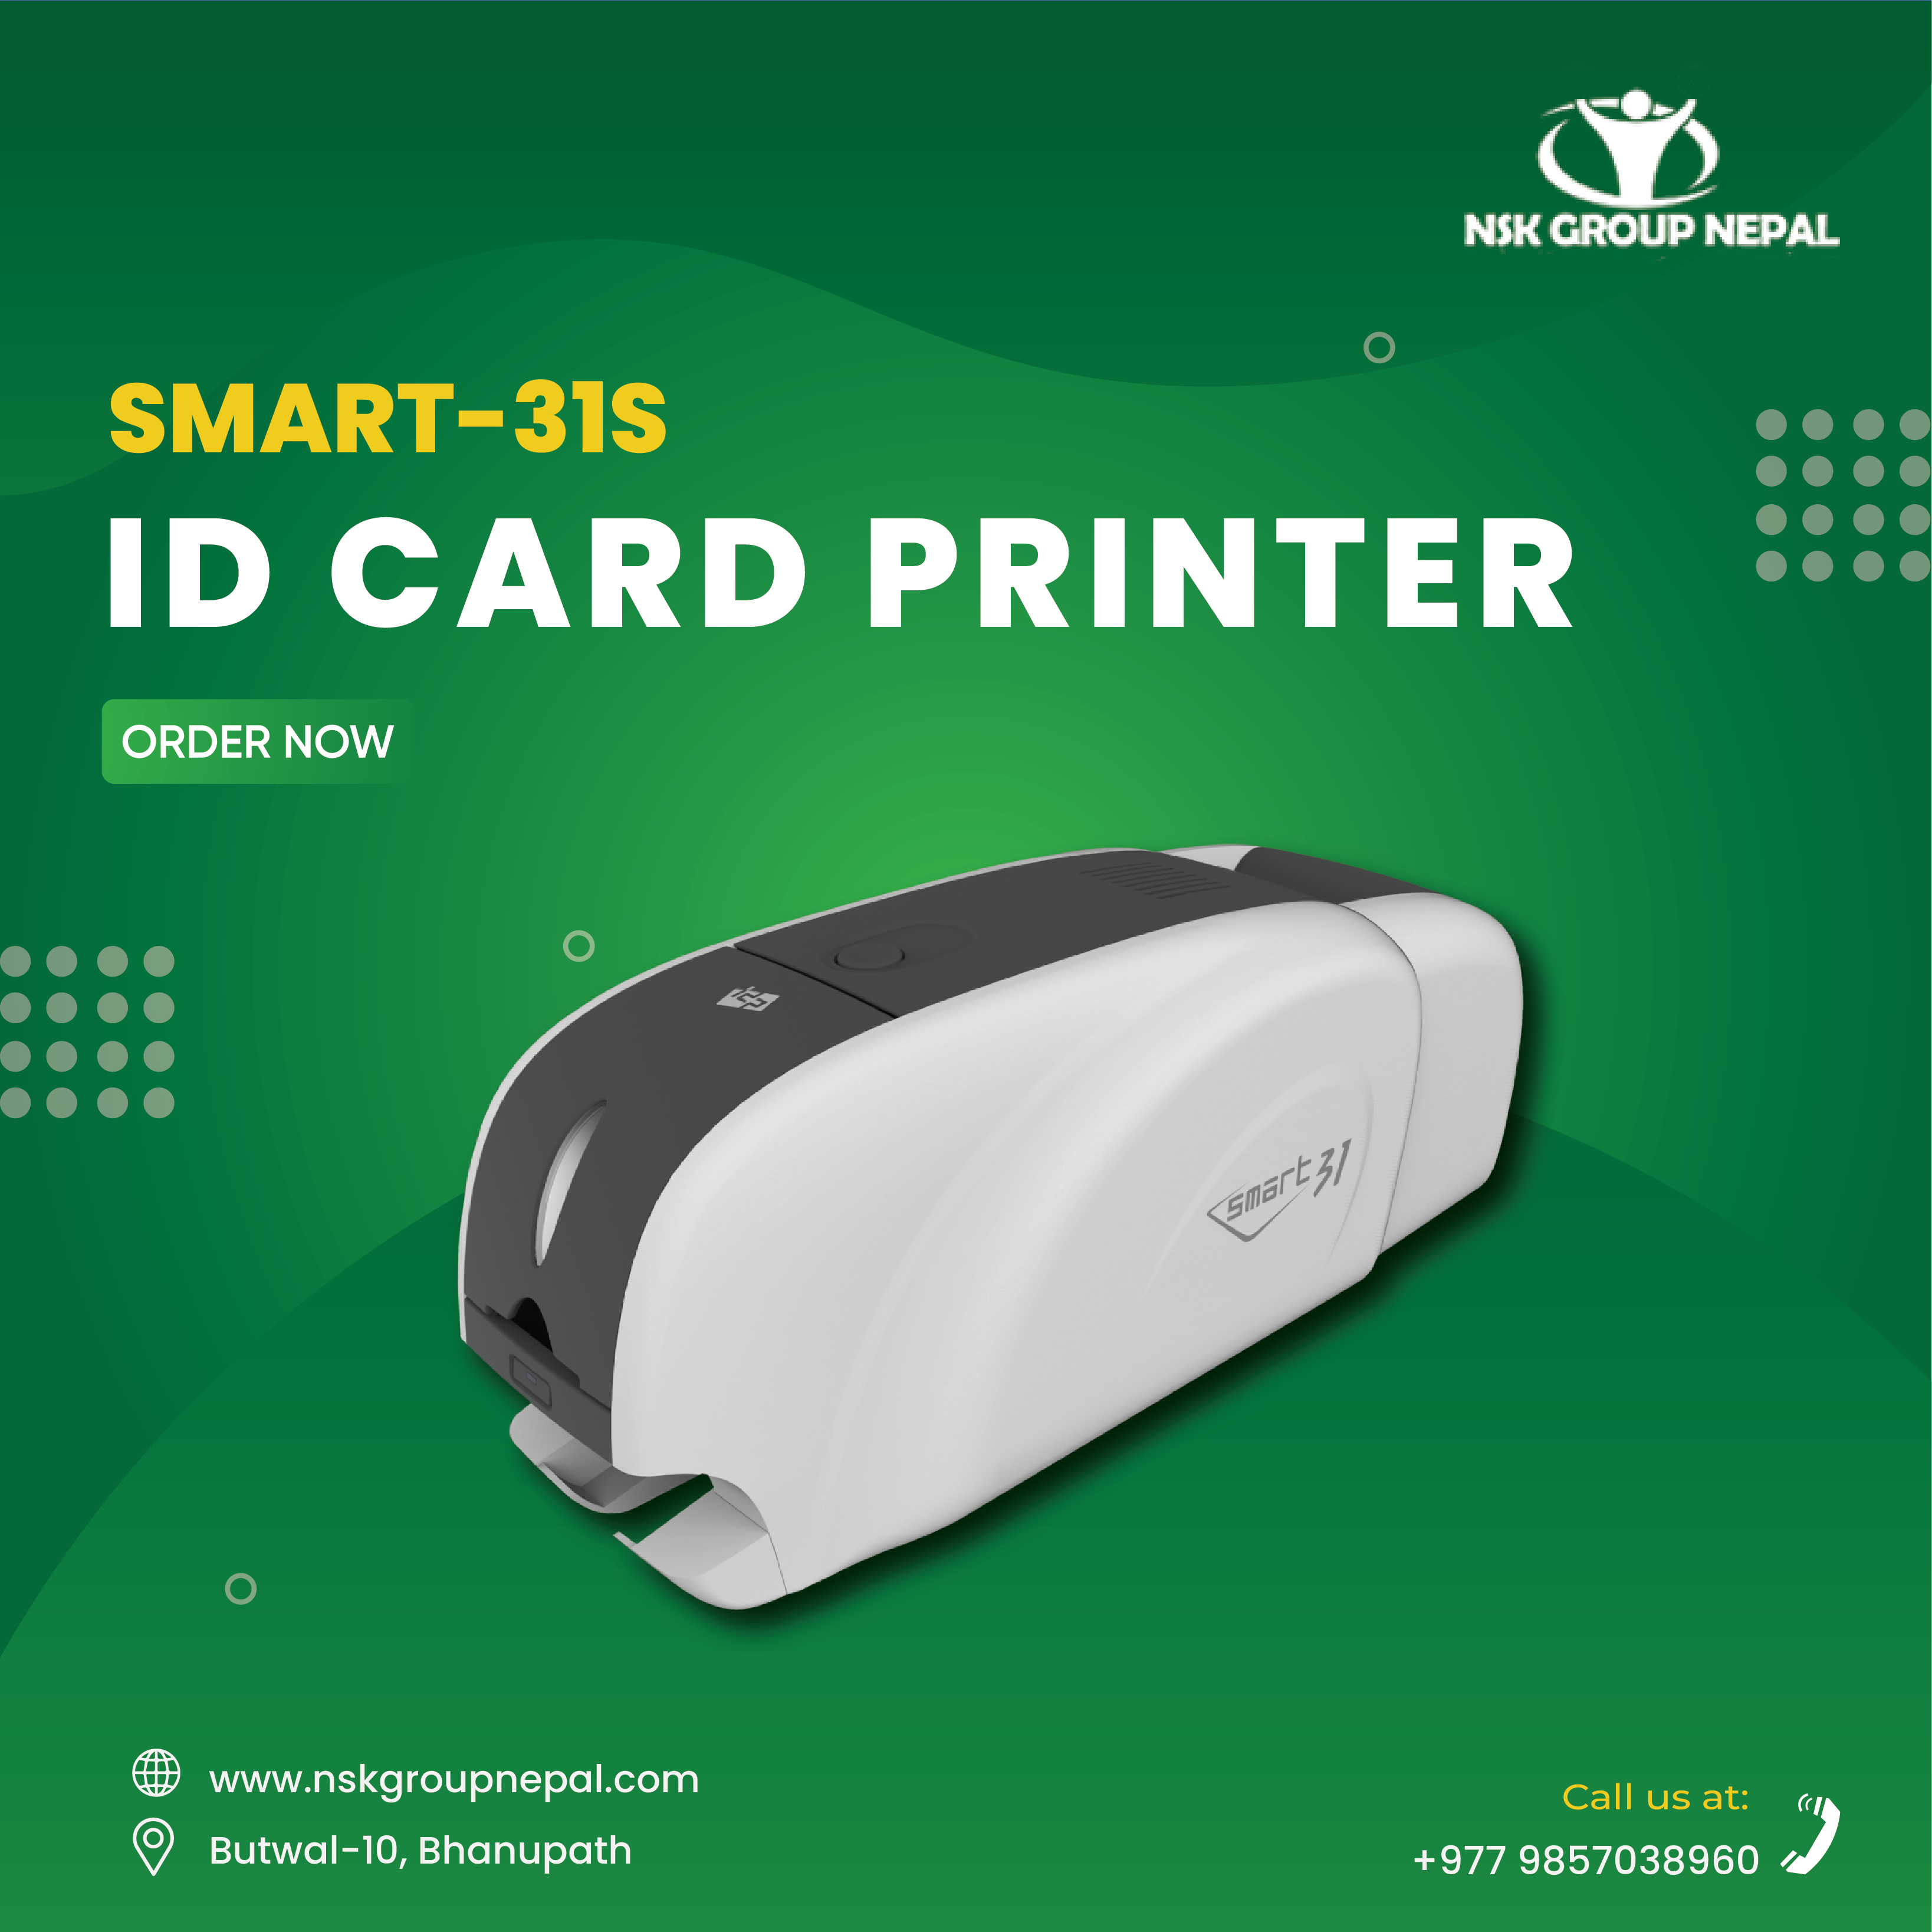 NSK GROUP NEPAL
SMART-31S
ID CARD PRINTER
ORDER NOW
IDP
smart 31
www.nskgroupnepal.com
Butwal-10, Bhanupath
Call us at:
+977 9857038960